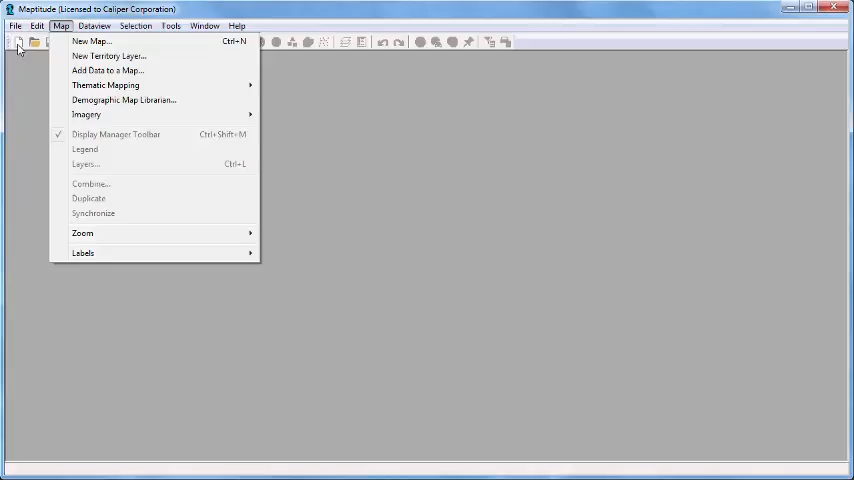 Maptitude (Licensed to Caliper Corporation)
File Edit Map Dataview Selection Tools Window Help
New Map... Ctrl+N
New Territory Layer...
Add Data to a Map...
Thematic Mapping
Demographic Map Librarian...
Imagery
Display Manager Toolbar Ctrl+Shift+M
Legend
Layers... Ctrl+L
Combine...
Duplicate
Synchronize
Zoom
Labels